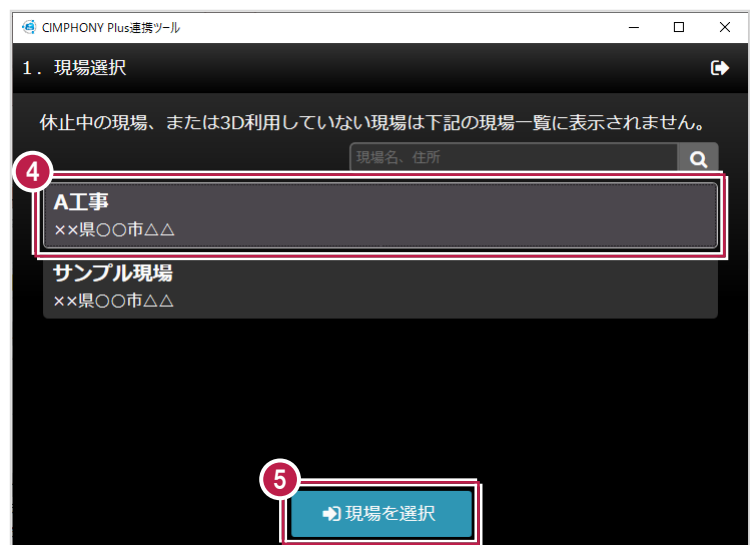 CIMPHONY Plus連携ツール
1. 現場選択
休止中の現場、または3D利用していない現場は下記の現場一覧に表示されません。
現場名、住所
4
A工事
××県○○市△△
サンプル現場
××県○○市△△
5
現場を選択